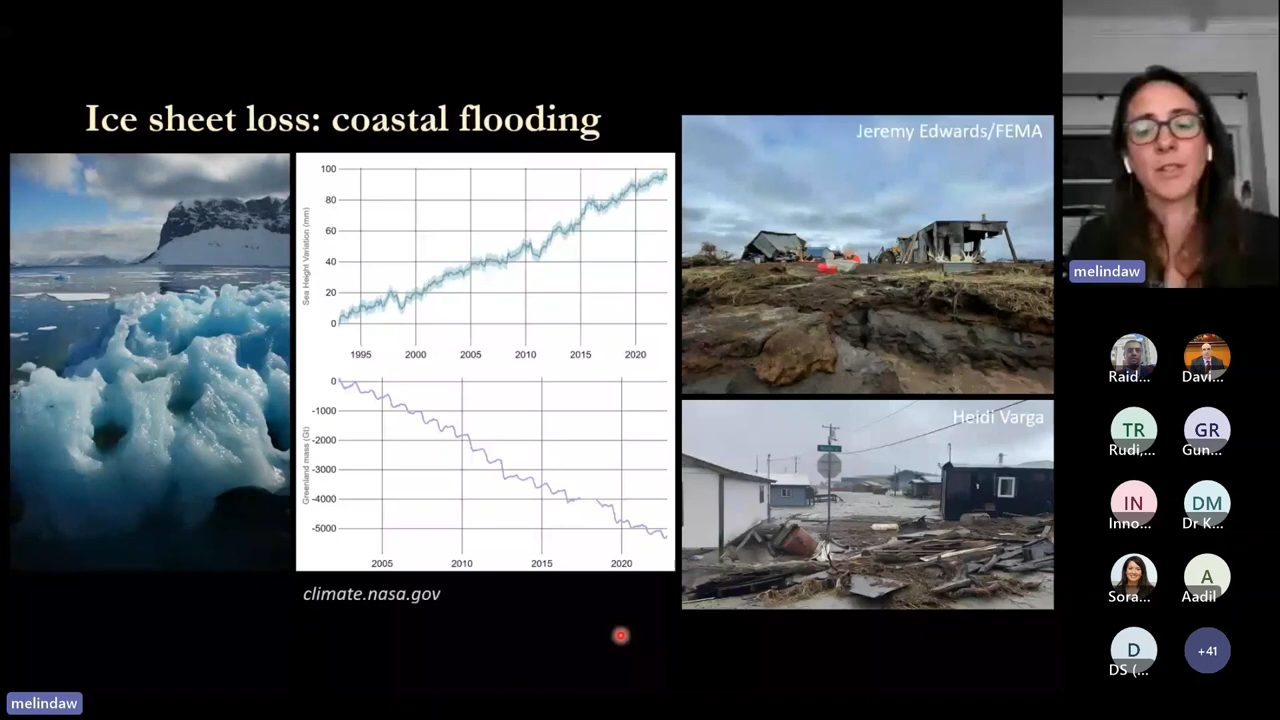 Ice sheet loss: coastal flooding
100
80
60
40
20
0
Sea Height Variation (mm)
1995
2000
2005
2010
2015
2020
0
-1000
-2000
-3000
-4000
-5000
Greenland mass (Gt)
2005
2010
2015
2020
climate.nasa.gov
Jeremy Edwards/FEMA
Heidi Varga
melindaw
Raid...
Davi...
TR
Rudi,...
GR
Gun...
IN
Inno...
DM
Dr K...
Sora...
A
Aadil
D
DS (...
+41
melindaw